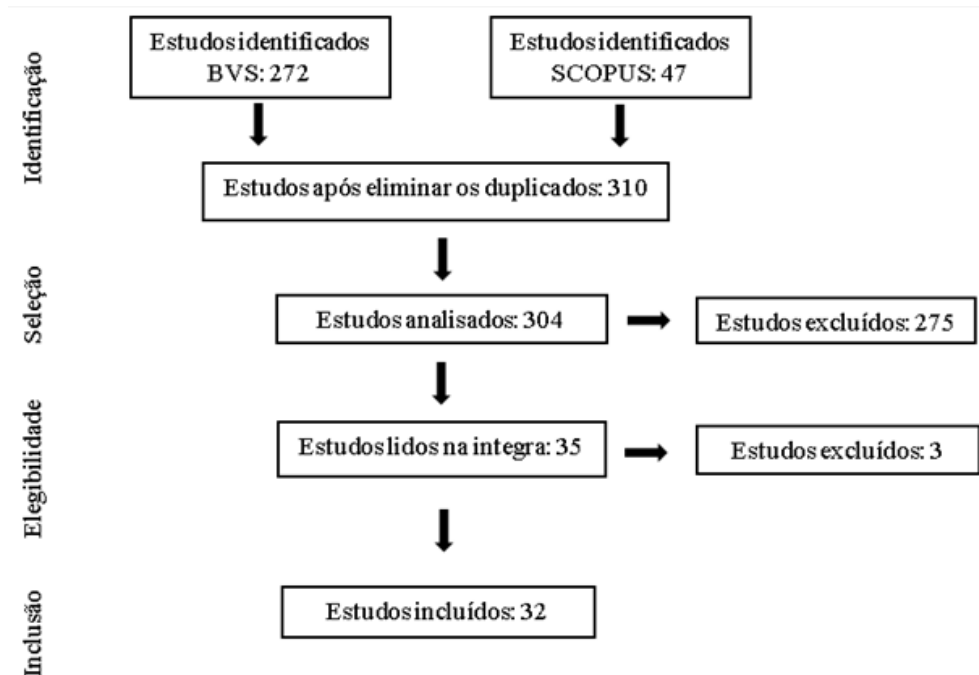 Identificação
Estudos identificados
BVS: 272
Estudos identificados
SCOPUS: 47
Estudos após eliminar os duplicados: 310
Seleção
Estudos analisados: 304
Estudos excluídos: 275
Elegibilidade
Estudos lidos na integra: 35
Estudos excluídos: 3
Inclusão
Estudos incluídos: 32